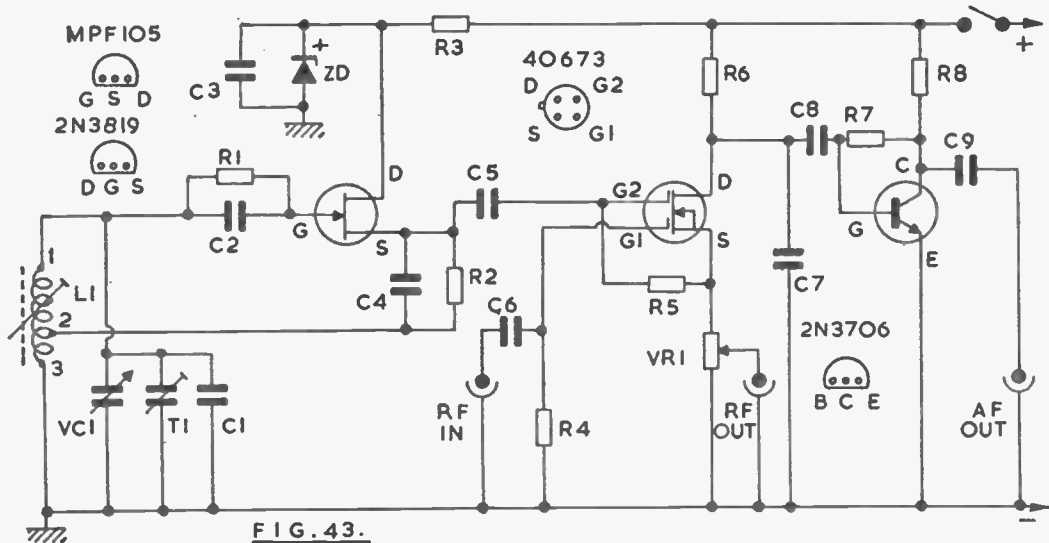 MPF105
G S D
2N3819
D G S
C3
+
ZD
R3
40673
D G2
S G1
R6
R8
+
C8
R7
C9
R1
C2
G
D
S
C5
G2
G1
D
S
C
G
E
1
L1
2
3
C4
R2
R5
C7
C6
VR1
2N3706
B C E
VC1
T1
C1
RF
IN
R4
RF
OUT
AF
OUT
FIG.43.
-